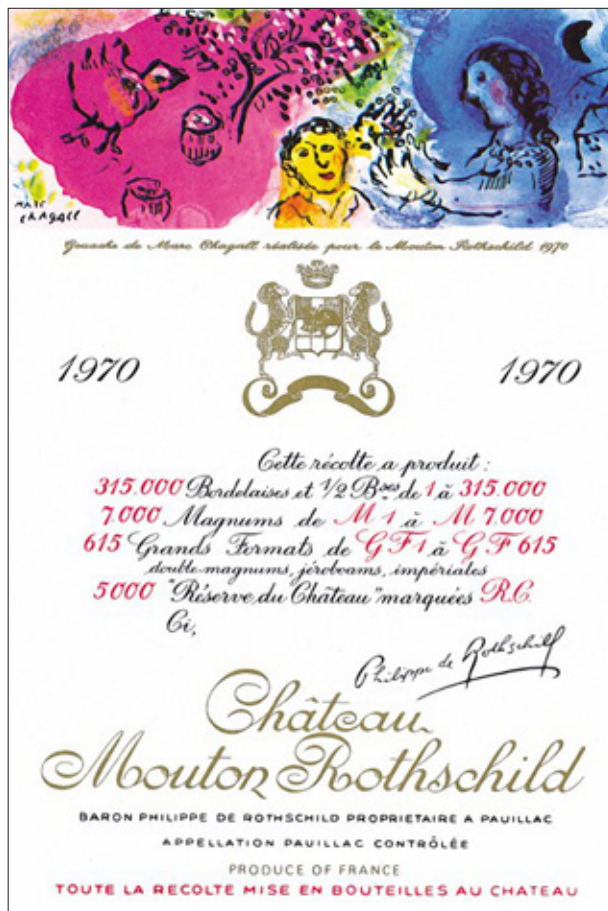 MARC
CHAGALL
Gouache de Marc Chagall réalisée pour le Mouton Rothschild 1970
1970 1970
Cette récolte a produit :
315.000 Bordelaises et 1/2 Bses de 1 à 315.000
7.000 Magnums de M 1 à M 7.000
615 Grands Formats de G F 1 à G F 615
double-magnums, jéroboams, impériales
5000 "Réserve du Château" marquées R.C.
Ci,
Philippe de Rothschild
Château
Mouton Rothschild
BARON PHILIPPE DE ROTHSCHILD PROPRIETAIRE A PAUILLAC
APPELLATION PAUILLAC CONTRÔLÉE
PRODUCE OF FRANCE
TOUTE LA RECOLTE MISE EN BOUTEILLES AU CHATEAU